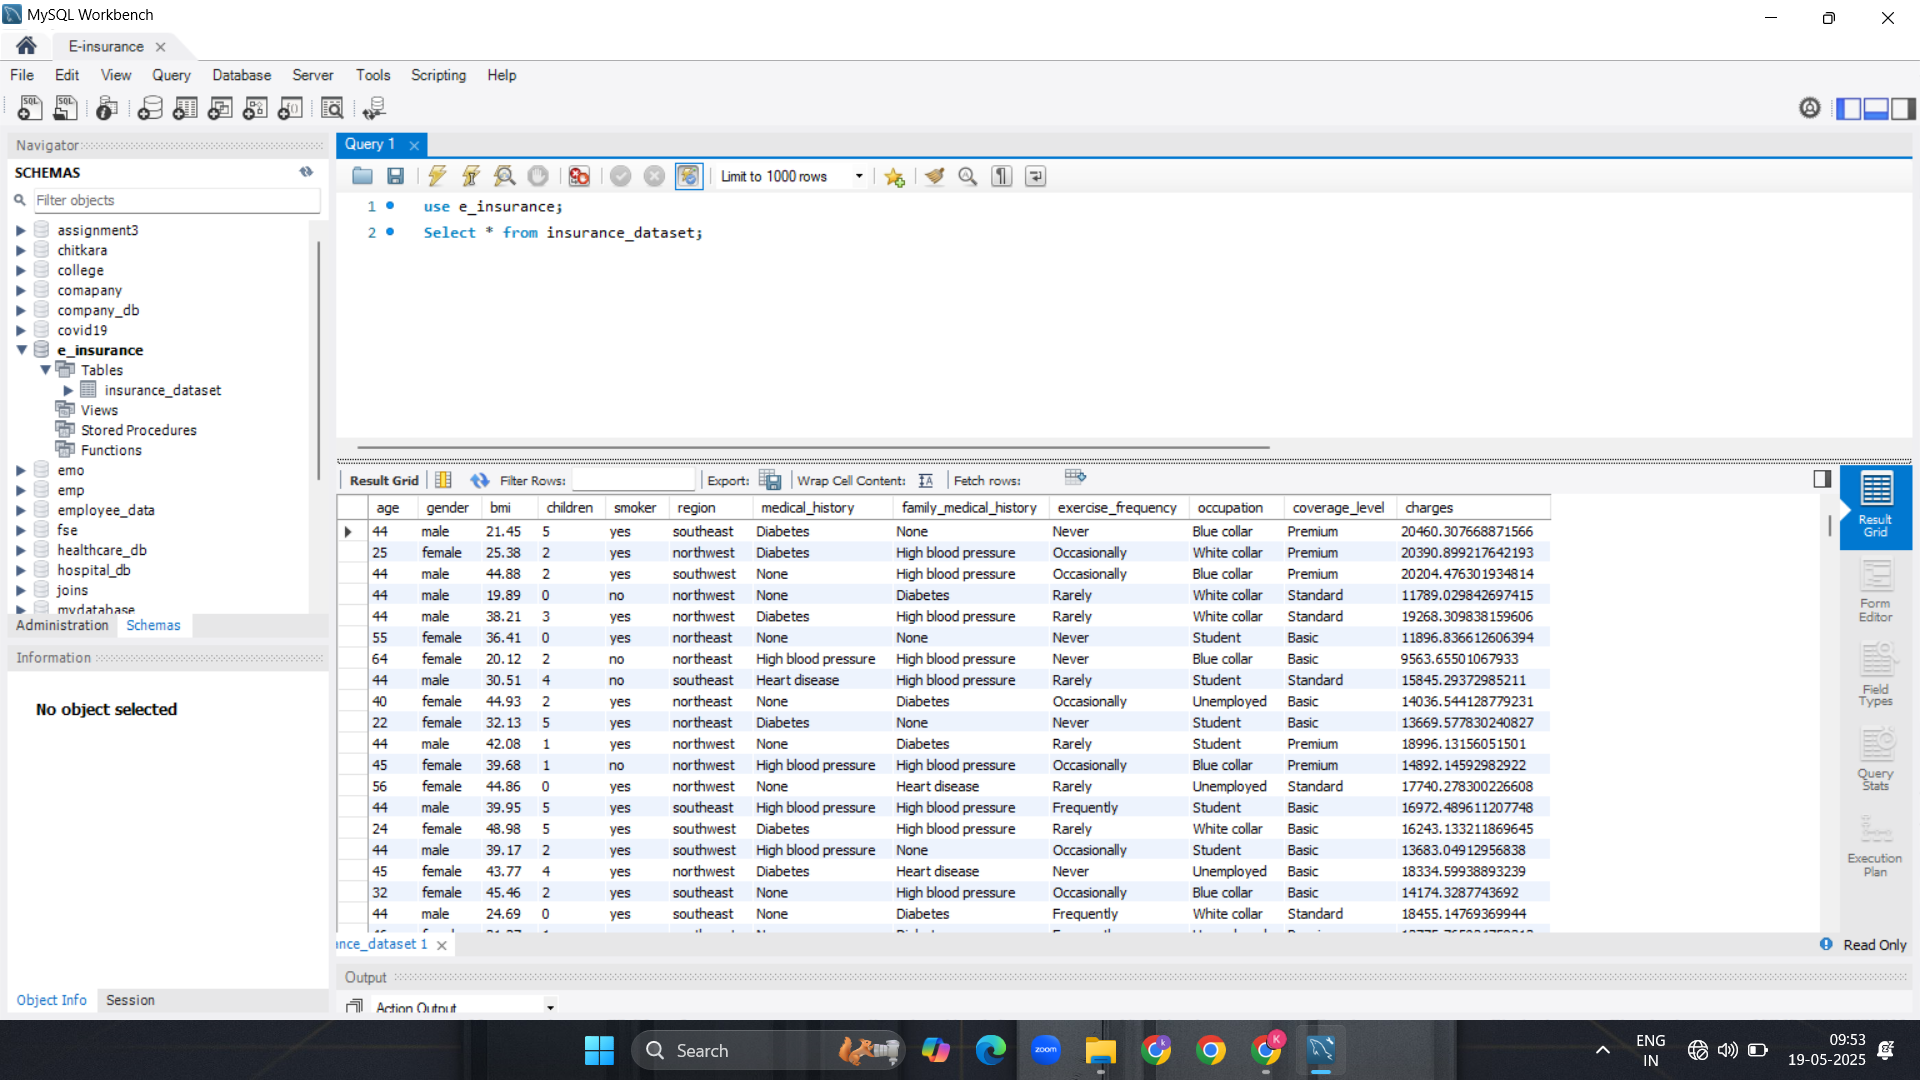 MySQL Workbench
E-insurance
File Edit View Query Database Server Tools Scripting Help
Navigator
SCHEMAS
Filter objects
assignment3
chitkara
college
comapany
company_db
covid19
e_insurance
Tables
insurance_dataset
Views
Stored Procedures
Functions
emo
emp
employee_data
fse
healthcare_db
hospital_db
joins
mydatabase
Administration Schemas
Information
No object selected
Object Info Session
Query 1
Limit to 1000 rows
1 use e_insurance;
2 Select * from insurance_dataset;
Result Grid Filter Rows: Export: Wrap Cell Content: Fetch rows:
age gender bmi children smoker region medical_history family_medical_history exercise_frequency occupation coverage_level charges
44 male 21.45 5 yes southeast Diabetes None Never Blue collar Premium 20460.307668871566
25 female 25.38 2 yes northwest Diabetes High blood pressure Occasionally White collar Premium 20390.899217642193
44 male 44.88 2 yes southwest None High blood pressure Occasionally Blue collar Premium 20204.476301934814
44 male 19.89 0 no northwest None Diabetes Rarely White collar Standard 11789.029842697415
44 male 38.21 3 yes northwest Diabetes High blood pressure Rarely White collar Standard 19268.309838159606
55 female 36.41 0 yes northeast None None Never Student Basic 11896.836612606394
64 female 20.12 2 no northeast High blood pressure High blood pressure Never Blue collar Basic 9563.65501067933
44 male 30.51 4 no southeast Heart disease High blood pressure Rarely Student Standard 15845.29372985211
40 female 44.93 2 yes northeast None Diabetes Occasionally Unemployed Basic 14036.544128779231
22 female 32.13 5 yes northeast Diabetes None Never Student Basic 13669.577830240827
44 male 42.08 1 yes northwest None Diabetes Rarely Student Premium 18996.13156051501
45 female 39.68 1 no northwest High blood pressure High blood pressure Occasionally Blue collar Premium 14892.14592982922
56 female 44.86 0 yes northwest None Heart disease Rarely Unemployed Standard 17740.278300226608
44 male 39.95 5 yes southeast High blood pressure High blood pressure Frequently Student Basic 16972.489611207748
24 female 48.98 5 yes southwest Diabetes High blood pressure Rarely White collar Basic 16243.133211869645
44 male 39.17 2 yes southwest High blood pressure None Occasionally Student Basic 13683.04912956838
45 female 43.77 4 yes northwest Diabetes Heart disease Never Unemployed Basic 18334.59938893239
32 female 45.46 2 yes southeast None High blood pressure Occasionally Blue collar Basic 14174.3287743692
44 male 24.69 0 yes southeast None Diabetes Frequently White collar Standard 18455.14769369944
Result
Grid
Form
Editor
Field
Types
Query
Stats
Execution
Plan
nce_dataset 1
Read Only
Output
Action Output
Search
zoom
K
ENG
IN
09:53
19-05-2025